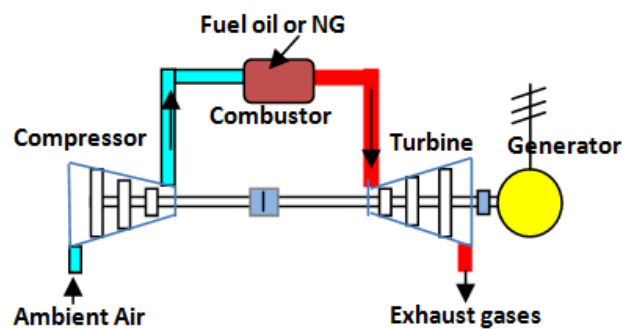 Fuel oil or NG
Combustor
Compressor
Turbine
Generator
Ambient Air
Exhaust gases